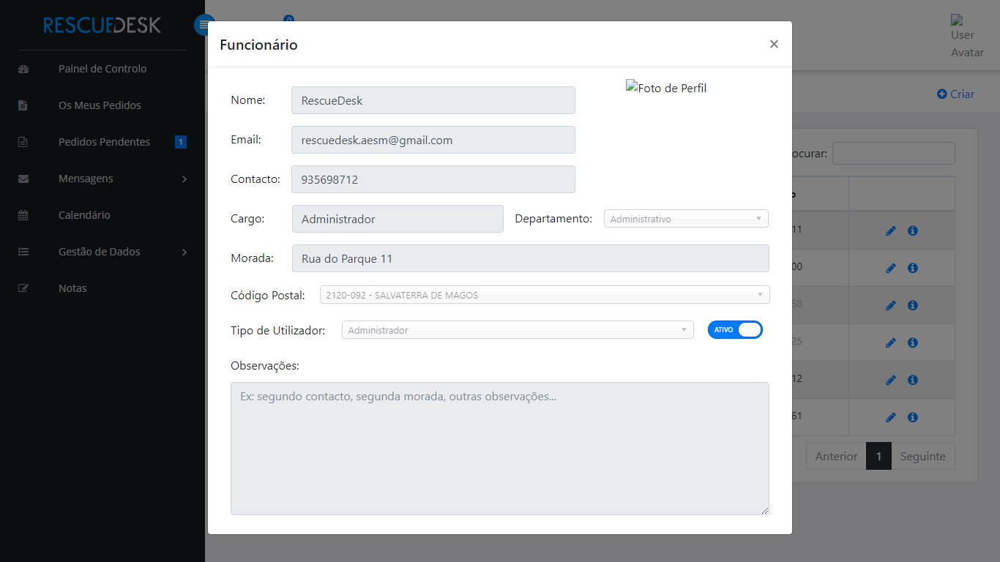 RESCUEDESK
0
User
Avatar
Painel de Controlo
Os Meus Pedidos
Pedidos Pendentes 1
Mensagens
Calendário
Gestão de Dados
Notas
Funcionário ×
Nome: RescueDesk
Foto de Perfil
Email: rescuedesk.aesm@gmail.com
Contacto: 935698712
Cargo: Administrador Departamento: Administrativo
Morada: Rua do Parque 11
Código Postal: 2120-092 - SALVATERRA DE MAGOS
Tipo de Utilizador: Administrador ATIVO
Observações:
Ex: segundo contacto, segunda morada, outras observações...
Criar
ocurar:
11
00
58
25
12
61
Anterior 1 Seguinte